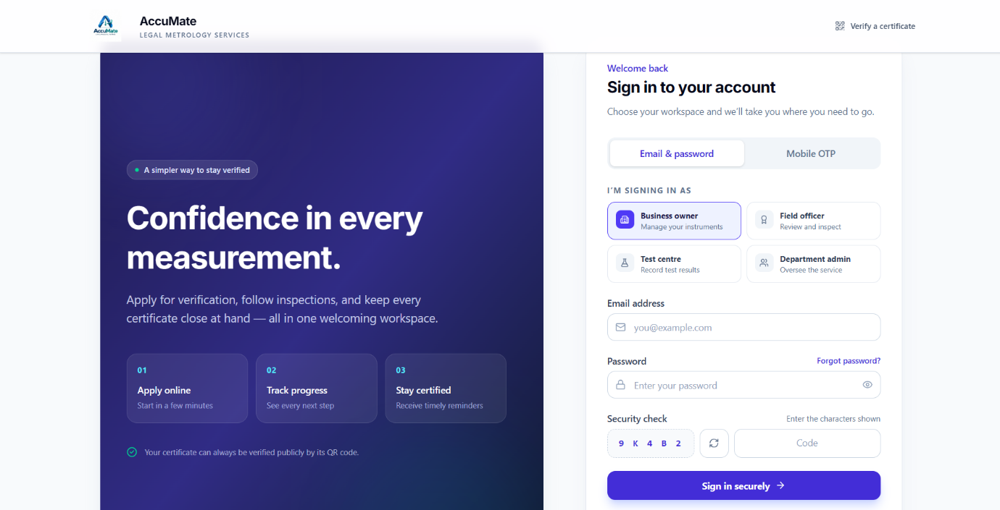 AccuMate
AccuMate
LEGAL METROLOGY SERVICES
Verify a certificate
A simpler way to stay verified
Confidence in every
measurement.
Apply for verification, follow inspections, and keep every
certificate close at hand — all in one welcoming workspace.
01
Apply online
Start in a few minutes
02
Track progress
See every next step
03
Stay certified
Receive timely reminders
Your certificate can always be verified publicly by its QR code.
Welcome back
Sign in to your account
Choose your workspace and we’ll take you where you need to go.
Email & password
Mobile OTP
I’M SIGNING IN AS
Business owner
Manage your instruments
Field officer
Review and inspect
Test centre
Record test results
Department admin
Oversee the service
Email address
you@example.com
Password
Forgot password?
Enter your password
Security check
Enter the characters shown
9 K 4 B 2
Code
Sign in securely